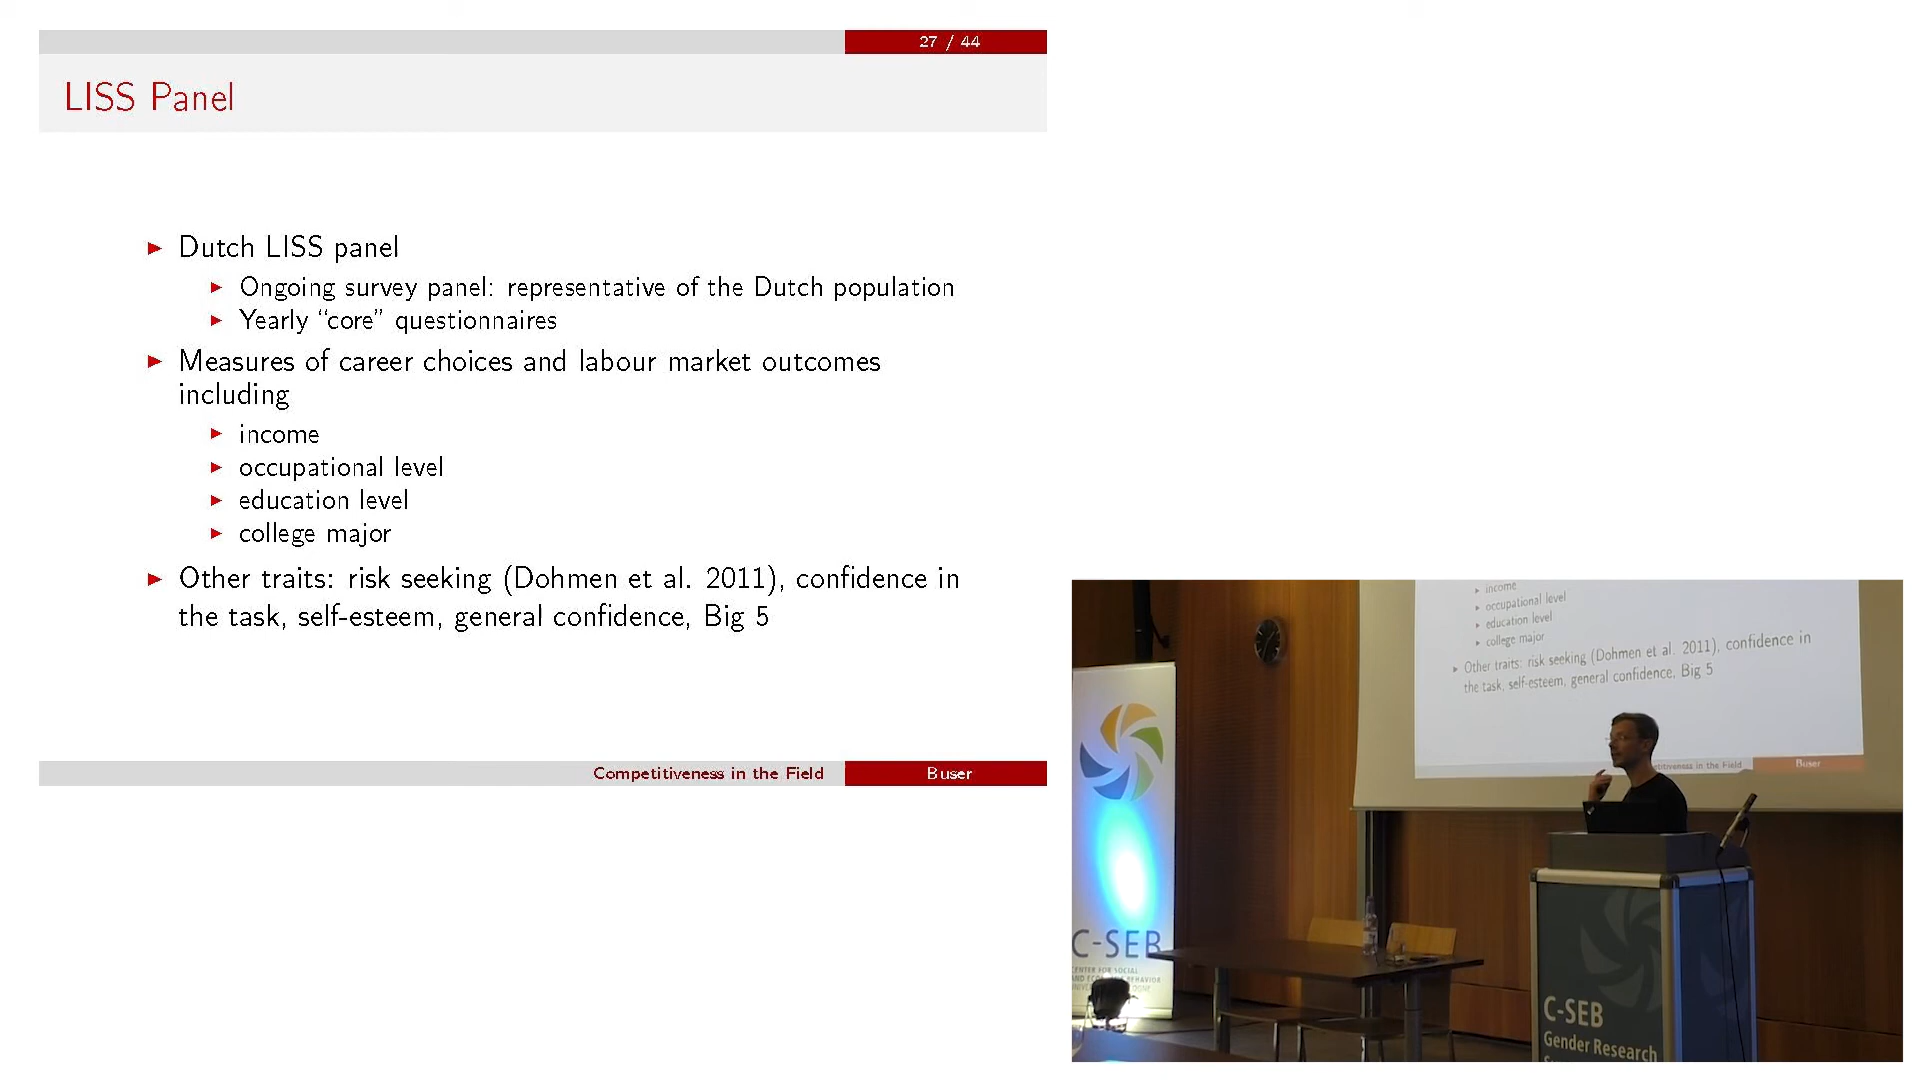 27 / 44
LISS Panel
Dutch LISS panel
Ongoing survey panel: representative of the Dutch population
Yearly “core” questionnaires
Measures of career choices and labour market outcomes
including
income
occupational level
education level
college major
Other traits: risk seeking (Dohmen et al. 2011), confidence in
the task, self-esteem, general confidence, Big 5
Competitiveness in the Field
Buser
income
occupational level
education level
college major
Other traits: risk seeking (Dohmen et al. 2011), confidence in
the task, self-esteem, general confidence, Big 5
in the Field
Buser
C-SEB
CENTER FOR SOCIAL
BEHAVIOR
C-SEB
Gender Research